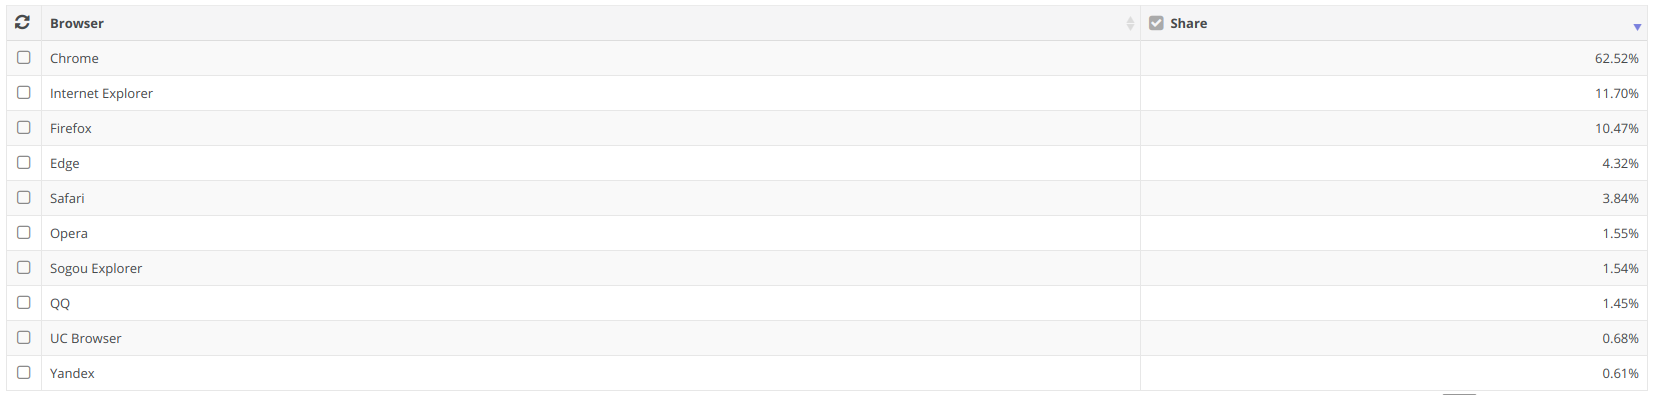 Browser Share
Chrome 62.52%
Internet Explorer 11.70%
Firefox 10.47%
Edge 4.32%
Safari 3.84%
Opera 1.55%
Sogou Explorer 1.54%
QQ 1.45%
UC Browser 0.68%
Yandex 0.61%